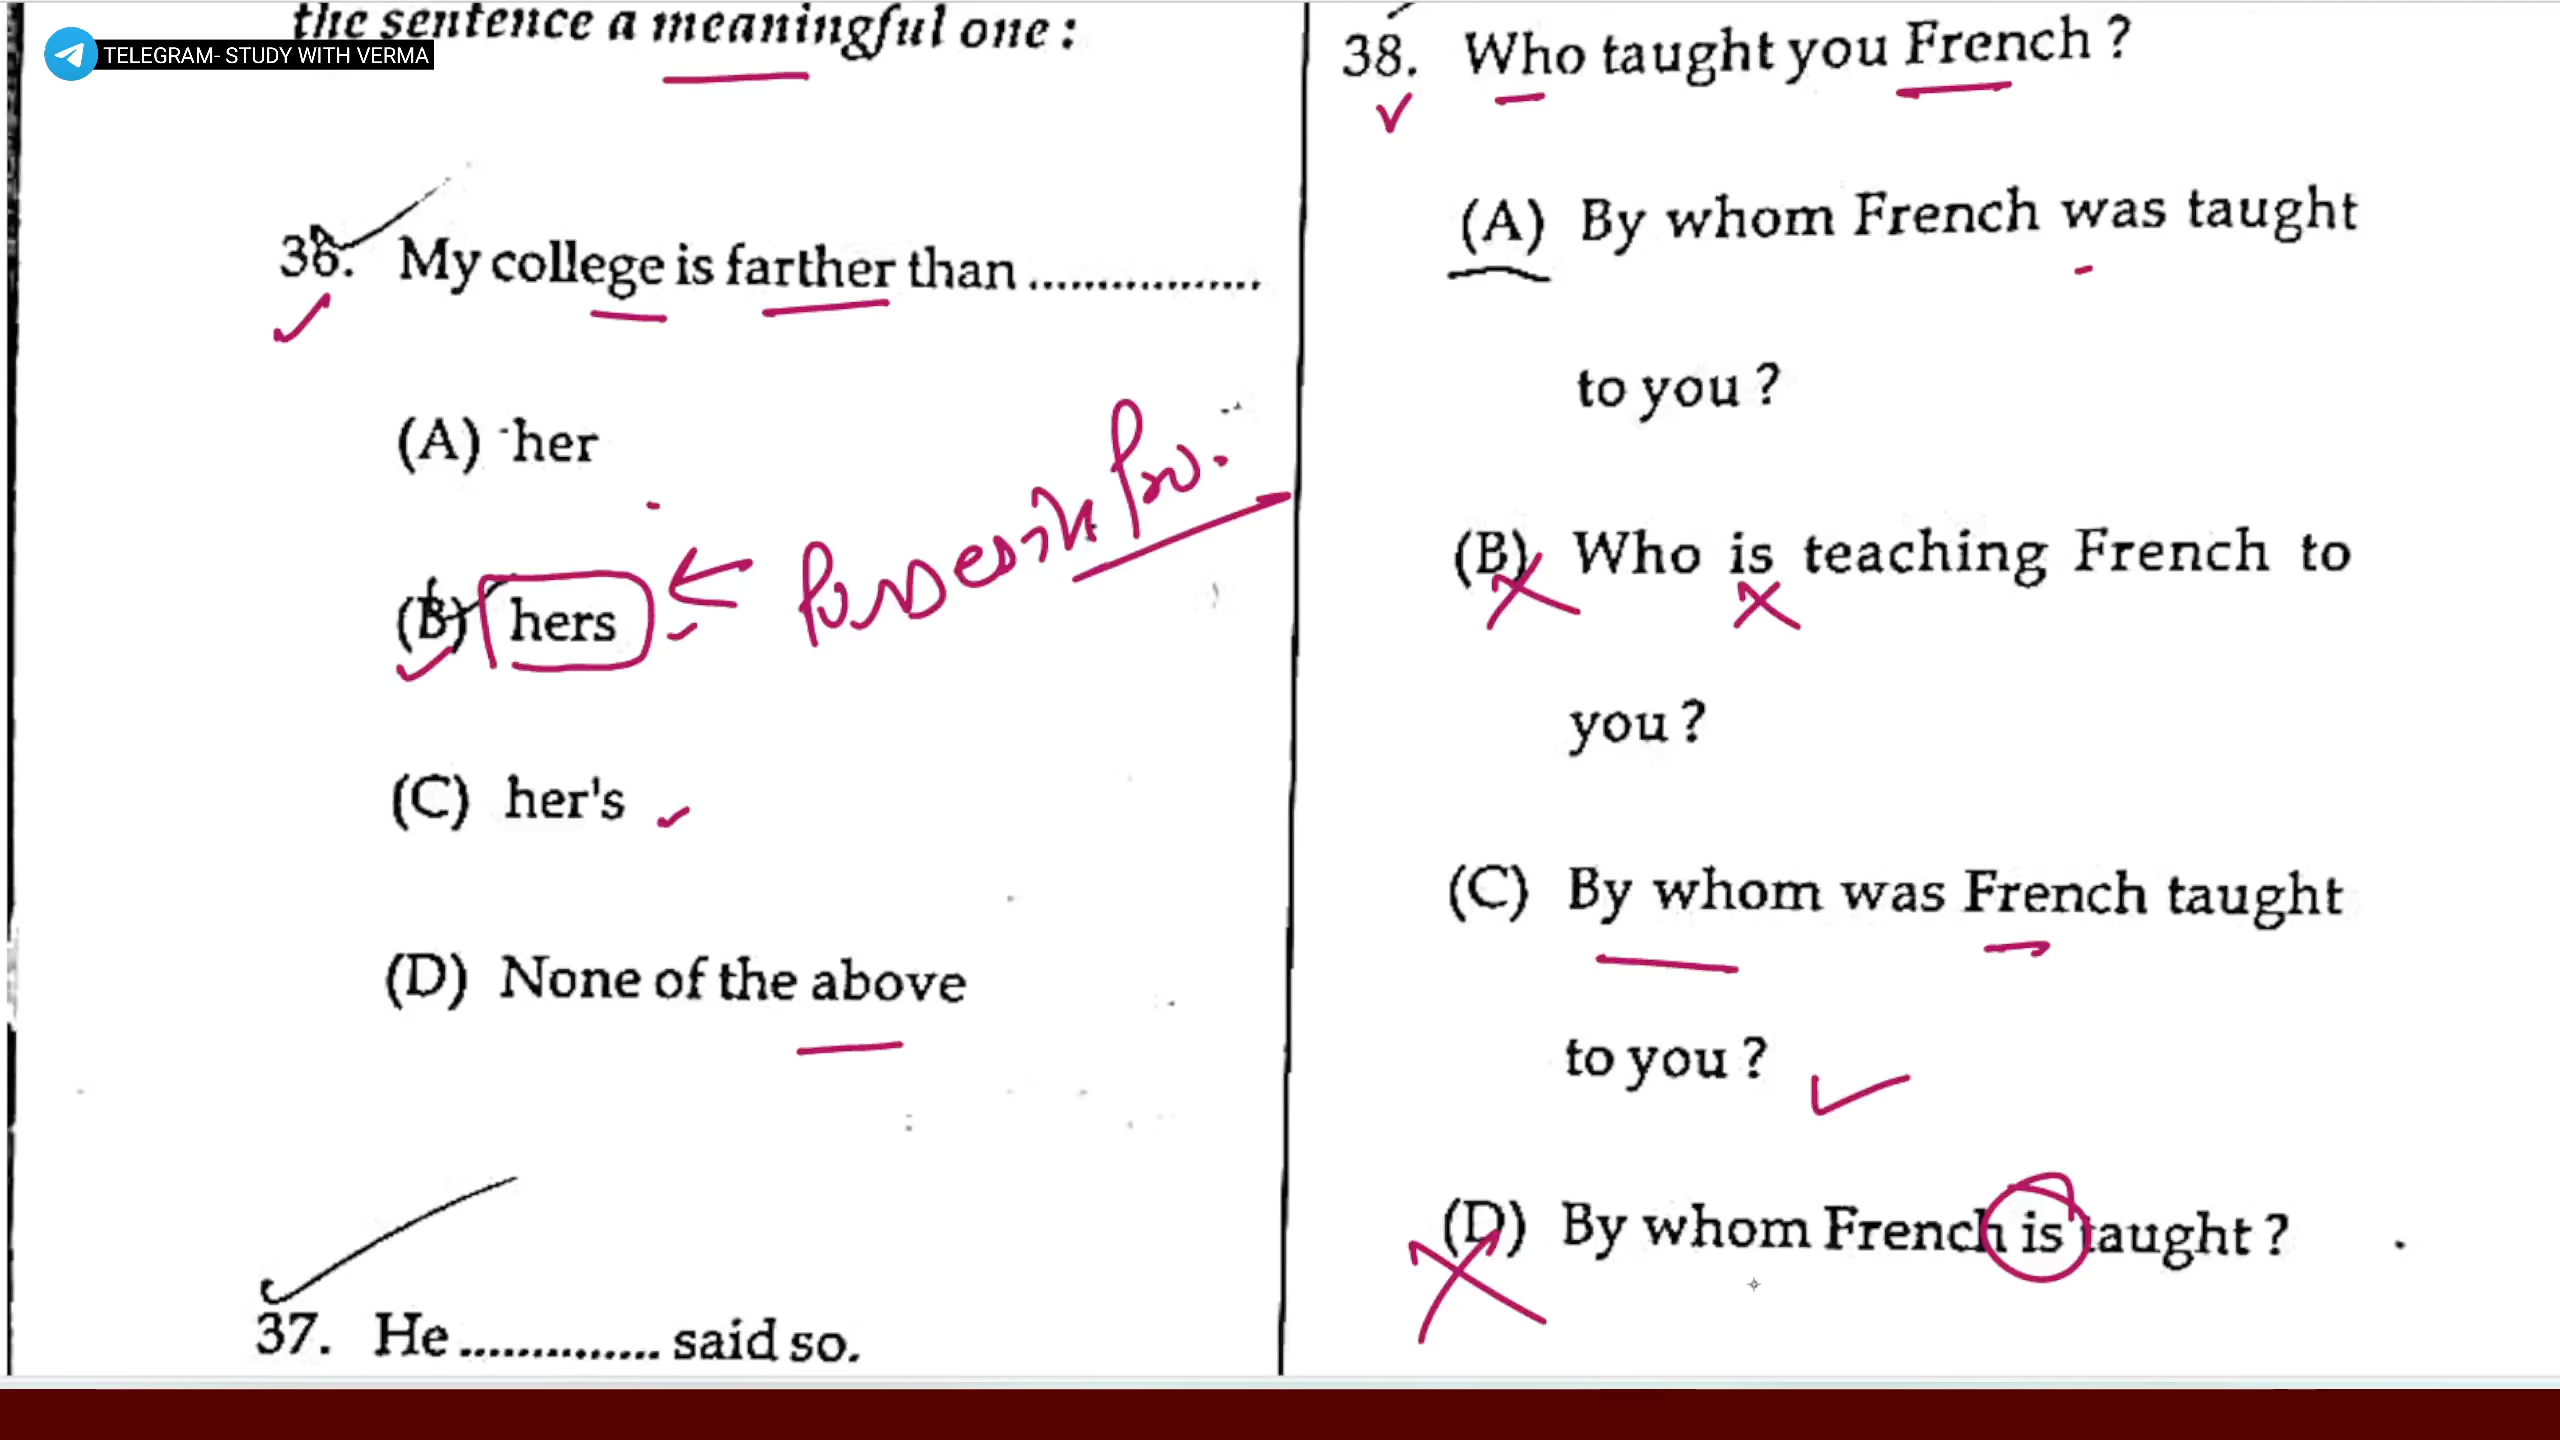 the sentence a meaningful one :
TELEGRAM- STUDY WITH VERMA
36. My college is farther than .................
(A) her
(B) hers
Pro.
(C) her's
(D) None of the above
37. He .............. said so.
38. Who taught you French ?
(A) By whom French was taught
to you ?
(B) Who is teaching French to
you ?
(C) By whom was French taught
to you ?
(D) By whom French is taught ?